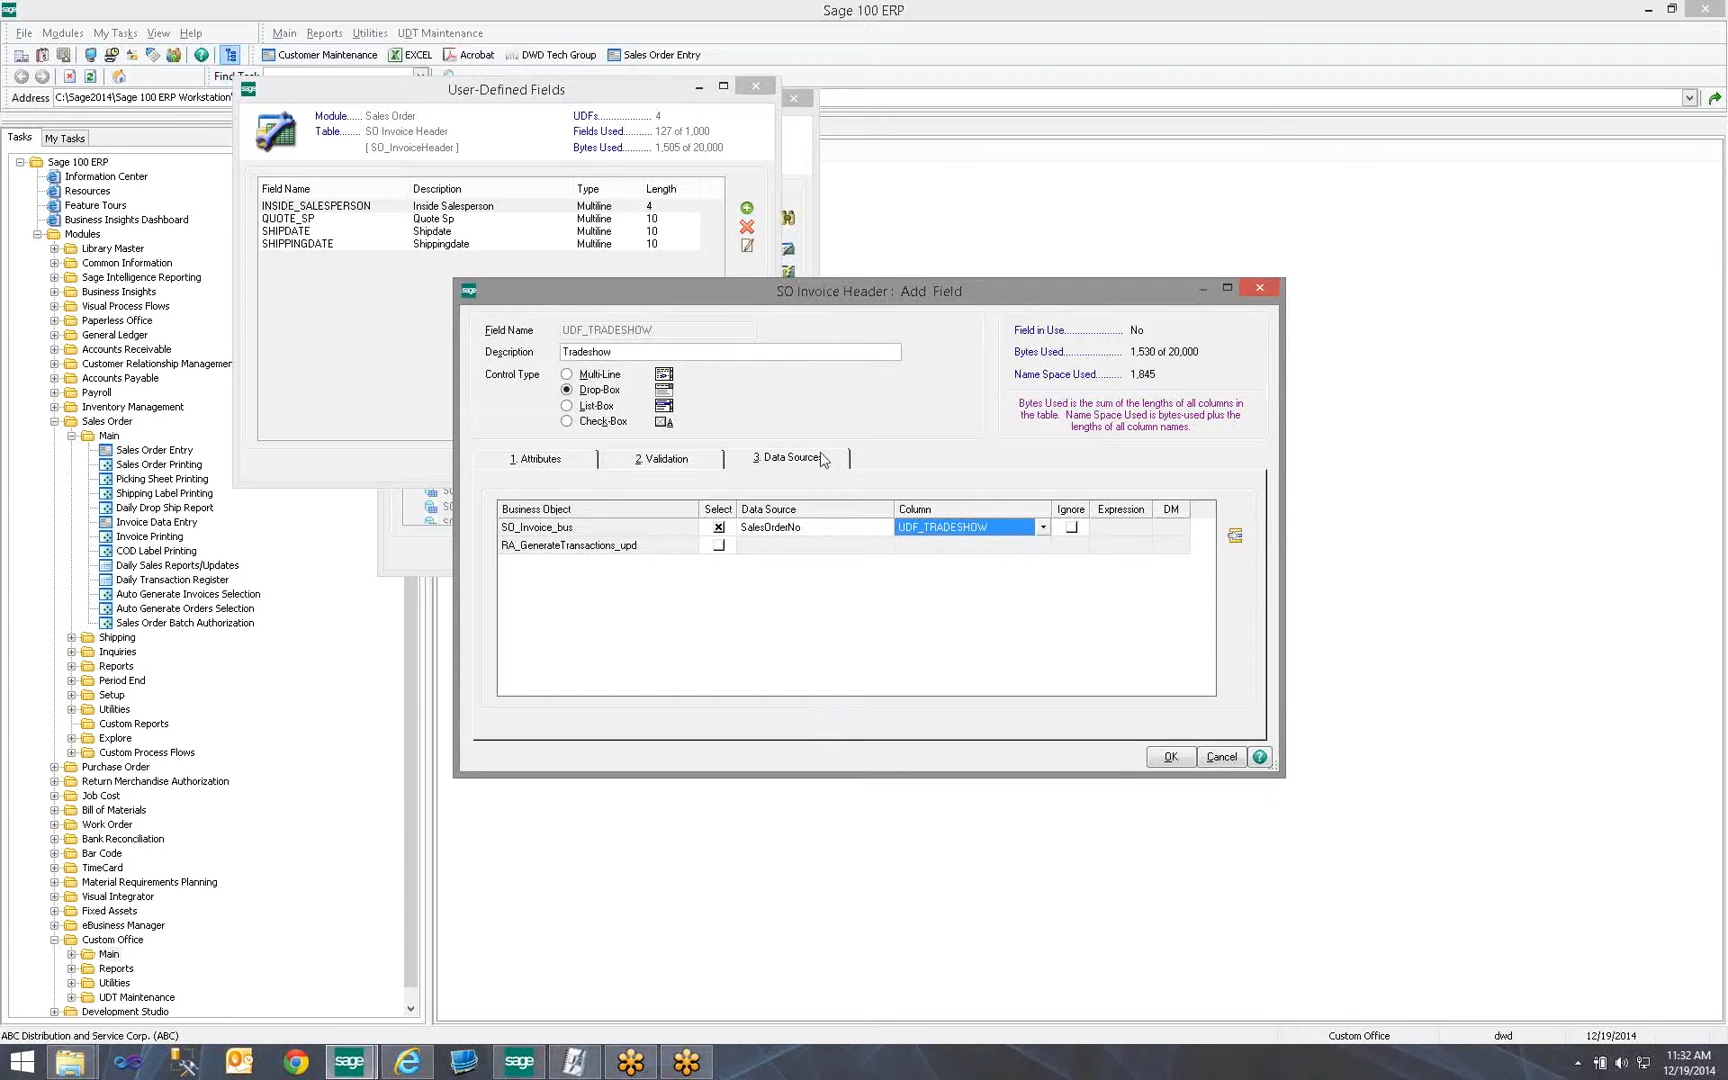 Sage 100 ERP
File Modules My Tasks View Help Main Reports Utilities UDT Maintenance
Customer Maintenance EXCEL Acrobat DWD Tech Group Sales Order Entry
Address C:\Sage2014\Sage 100 ERP Workstation\
Tasks My Tasks
Sage 100 ERP
Information Center
Resources
Feature Tours
Business Insights Dashboard
Modules
Library Master
Common Information
Sage Intelligence Reporting
Business Insights
Visual Process Flows
Paperless Office
General Ledger
Accounts Receivable
Customer Relationship Management
Accounts Payable
Payroll
Inventory Management
Sales Order
Main
Sales Order Entry
Sales Order Printing
Picking Sheet Printing
Shipping Label Printing
Daily Drop Ship Report
Invoice Data Entry
Invoice Printing
COD Label Printing
Daily Sales Reports/Updates
Daily Transaction Register
Auto Generate Invoices Selection
Auto Generate Orders Selection
Sales Order Batch Authorization
Shipping
Inquiries
Reports
Period End
Setup
Utilities
Custom Reports
Explore
Custom Process Flows
Purchase Order
Return Merchandise Authorization
Job Cost
Bill of Materials
Work Order
Bank Reconciliation
Bar Code
TimeCard
Material Requirements Planning
Visual Integrator
Fixed Assets
eBusiness Manager
Custom Office
Main
Reports
Utilities
UDT Maintenance
Development Studio
User-Defined Fields
Module..... Sales Order UDFs..................... 4
Table....... SO Invoice Header Fields Used........... 127 of 1,000
[ SO_InvoiceHeader ] Bytes Used........... 1,505 of 20,000
Field Name Description Type Length
INSIDE_SALESPERSON Inside Salesperson Multiline 4
QUOTE_SP Quote Sp Multiline 10
SHIPDATE Shipdate Multiline 10
SHIPPINGDATE Shippingdate Multiline 10
sage SO Invoice Header : Add Field
Field Name UDF_TRADESHOW
Description Tradeshow
Control Type Multi-Line
Drop-Box
List-Box
Check-Box
Field in Use................... No
Bytes Used.................... 1,530 of 20,000
Name Space Used......... 1,845
Bytes Used is the sum of the lengths of all columns in
the table. Name Space Used is bytes-used plus the
lengths of all column names.
1. Attributes 2. Validation 3. Data Sources
Business Object Select Data Source Column Ignore Expression DM
SO_Invoice_bus SalesOrderNo UDF_TRADESHOW
RA_GenerateTransactions_upd
OK Cancel
ABC Distribution and Service Corp. (ABC) Custom Office dwd 12/19/2014
sage sage
11:32 AM
12/19/2014